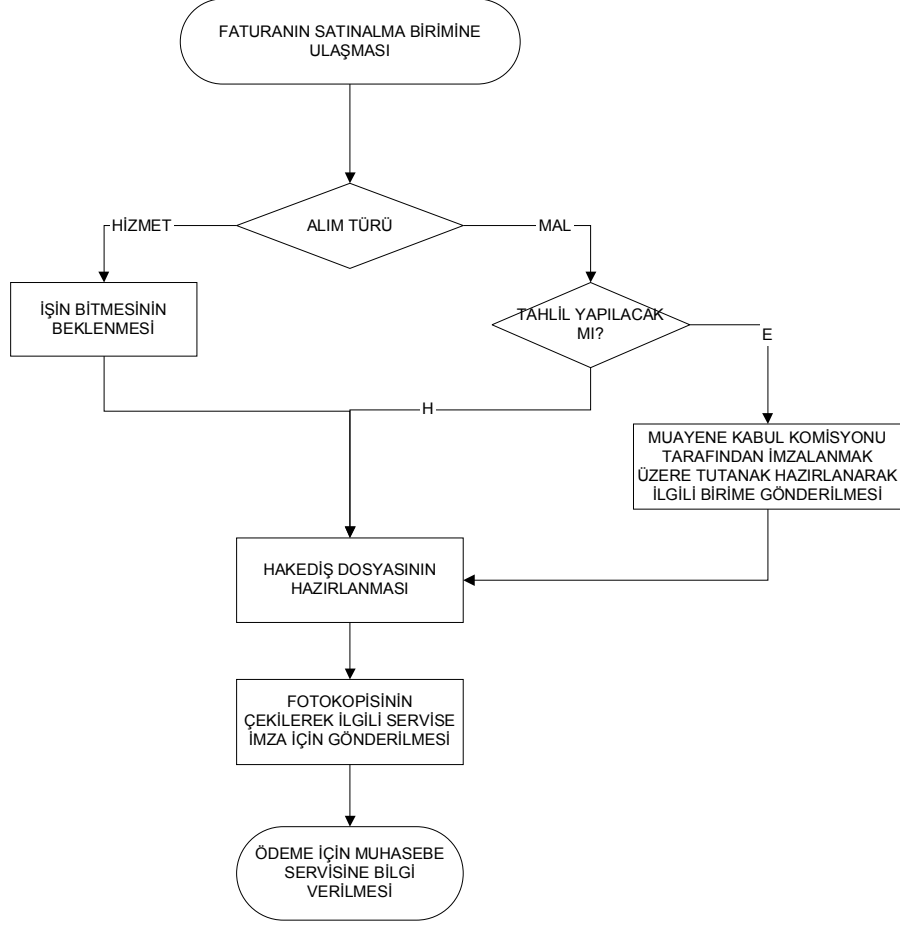 FATURANIN SATINALMA BİRİMİNE
ULAŞMASI
ALIM TÜRÜ
HİZMET
MAL
İŞİN BİTMESİNİN
BEKLENMESİ
TAHLİL YAPILACAK
MI?
E
H
MUAYENE KABUL KOMİSYONU
TARAFINDAN İMZALANMAK
ÜZERE TUTANAK HAZIRLANARAK
İLGİLİ BİRİME GÖNDERİLMESİ
HAKEDİŞ DOSYASININ
HAZIRLANMASI
FOTOKOPİSİNİN
ÇEKİLEREK İLGİLİ SERVİSE
İMZA İÇİN GÖNDERİLMESİ
ÖDEME İÇİN MUHASEBE
SERVİSİNE BİLGİ
VERİLMESİ